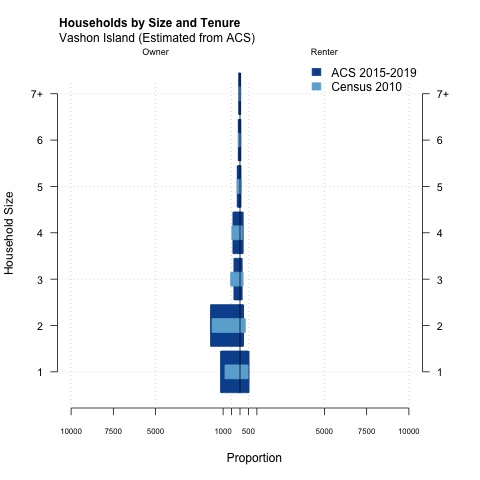 Households by Size and Tenure
Vashon Island (Estimated from ACS)
Owner
Renter
ACS 2015-2019
Census 2010
7+
7+
6
6
5
5
4
4
3
3
2
2
1
1
Household Size
10000 7500 5000 1000 500 5000 7500 10000
Proportion